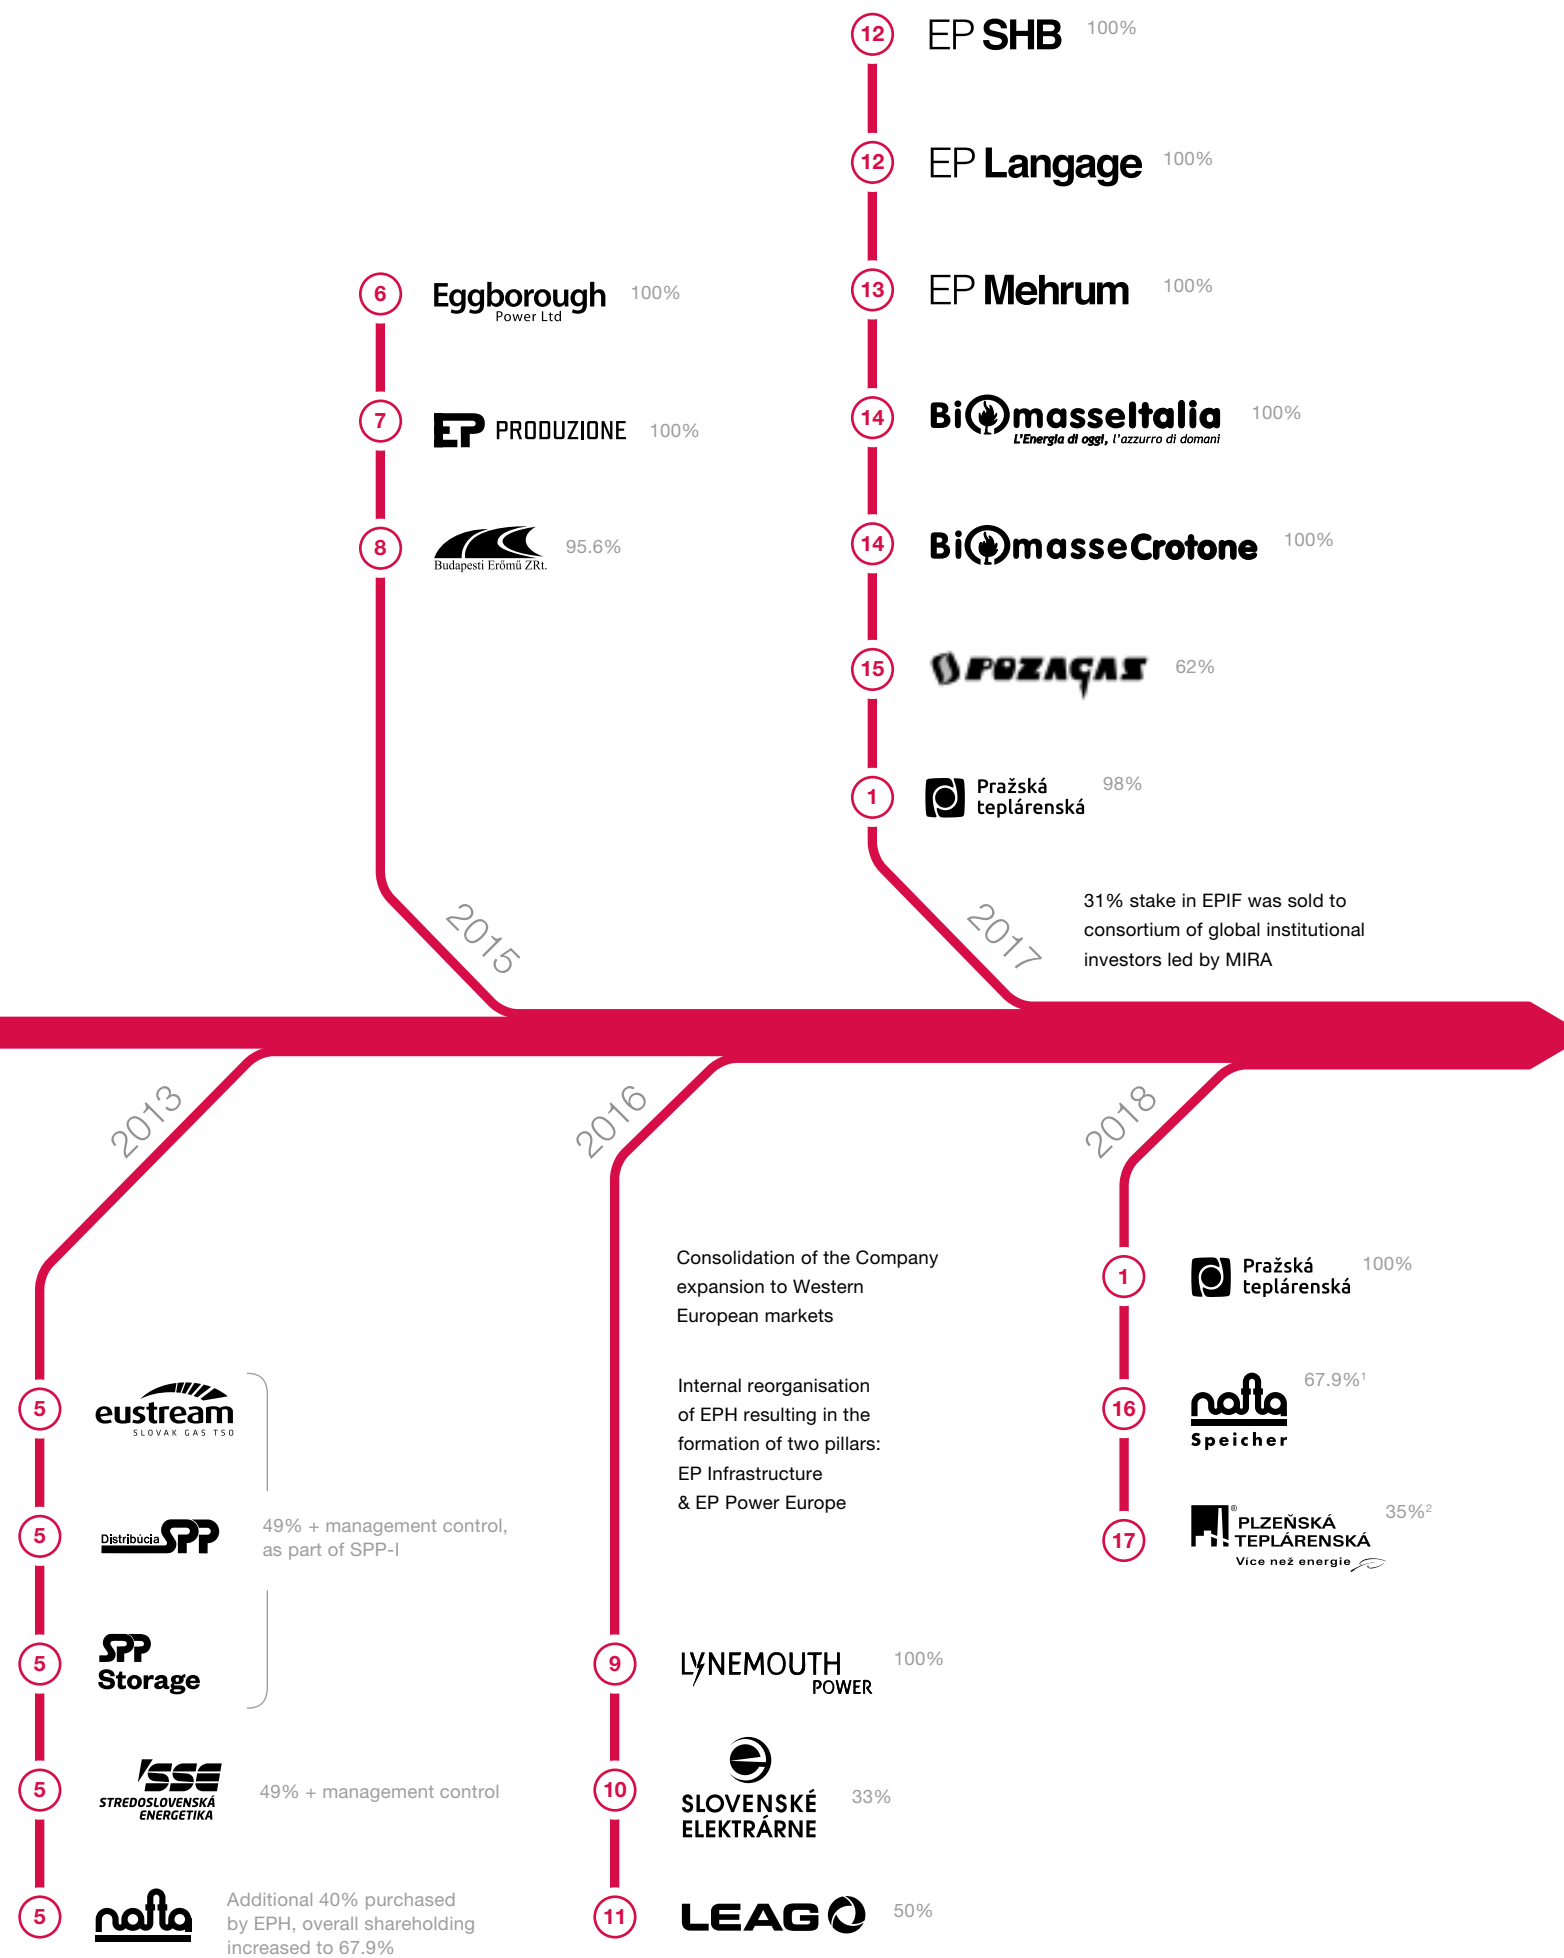 12
EP SHB
100%
12
EP Langage
100%
13
EP Mehrum
100%
14
BiomasseItalia
L'Energia di oggi, l'azzurro di domani
100%
14
BiomasseCrotone
100%
15
POZAGAS
62%
1
Pražská
teplárenská
98%
2017
31% stake in EPIF was sold to
consortium of global institutional
investors led by MIRA
6
Eggborough
Power Ltd
100%
7
EP PRODUZIONE
100%
8
Budapesti Erőmű ZRt.
95.6%
2015
2013
5
eustream
SLOVAK GAS TSO
5
Distribúcia SPP
49% + management control,
as part of SPP-I
5
SPP
Storage
5
SSE
STREDOSLOVENSKÁ
ENERGETIKA
49% + management control
5
nafta
Additional 40% purchased
by EPH, overall shareholding
increased to 67.9%
2016
Consolidation of the Company
expansion to Western
European markets
Internal reorganisation
of EPH resulting in the
formation of two pillars:
EP Infrastructure
& EP Power Europe
9
LYNEMOUTH
POWER
100%
10
SLOVENSKÉ
ELEKTRÁRNE
33%
11
LEAG
50%
2018
1
Pražská
teplárenská
100%
16
nafta
Speicher
67.9%¹
17
PLZEŇSKÁ
TEPLÁRENSKÁ
®
Více než energie
35%²